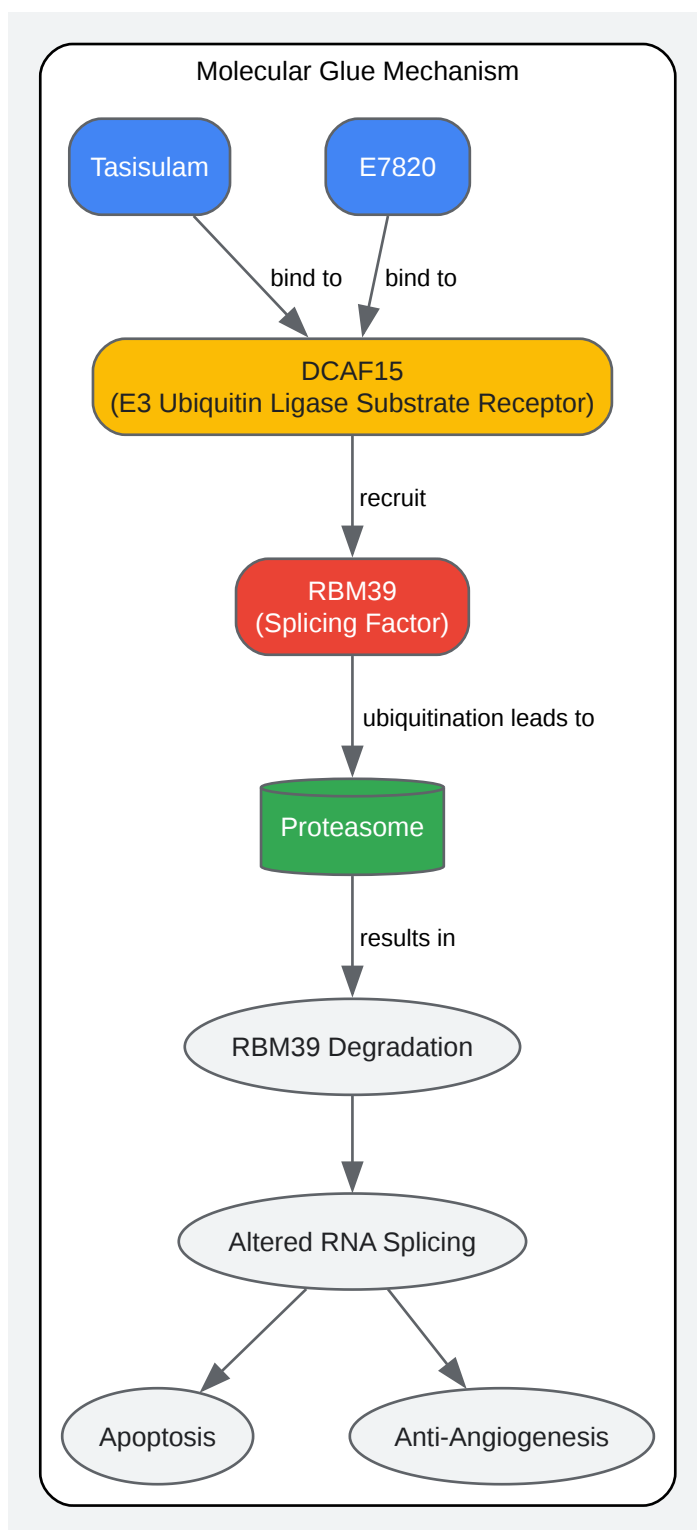 Molecular Glue Mechanism
Tasisulam
E7820
bind to
bind to
DCAF15
(E3 Ubiquitin Ligase Substrate Receptor)
recruit
RBM39
(Splicing Factor)
ubiquitination leads to
Proteasome
results in
RBM39 Degradation
Altered RNA Splicing
Apoptosis
Anti-Angiogenesis